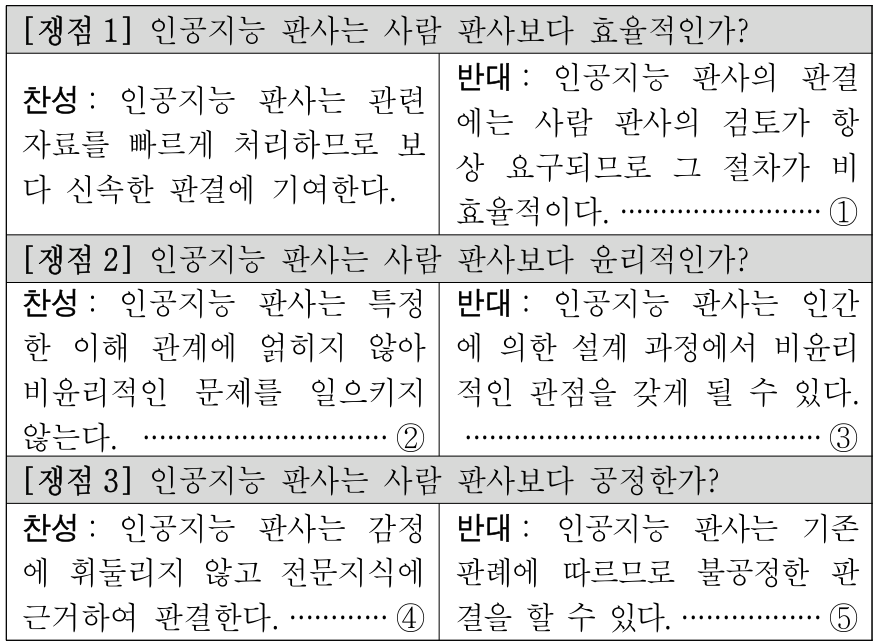 [쟁점 1] 인공지능 판사는 사람 판사보다 효율적인가?
찬성 : 인공지능 판사는 관련
자료를 빠르게 처리하므로 보
다 신속한 판결에 기여한다.
반대 : 인공지능 판사의 판결
에는 사람 판사의 검토가 항
상 요구되므로 그 절차가 비
효율적이다. ························ ①
[쟁점 2] 인공지능 판사는 사람 판사보다 윤리적인가?
찬성 : 인공지능 판사는 특정
한 이해 관계에 얽히지 않아
비윤리적인 문제를 일으키지
않는다. ····························· ②
반대 : 인공지능 판사는 인간
에 의한 설계 과정에서 비윤리
적인 관점을 갖게 될 수 있다.
··········································· ③
[쟁점 3] 인공지능 판사는 사람 판사보다 공정한가?
찬성 : 인공지능 판사는 감정
에 휘둘리지 않고 전문지식에
근거하여 판결한다. ············ ④
반대 : 인공지능 판사는 기존
판례에 따르므로 불공정한 판
결을 할 수 있다. ················· ⑤